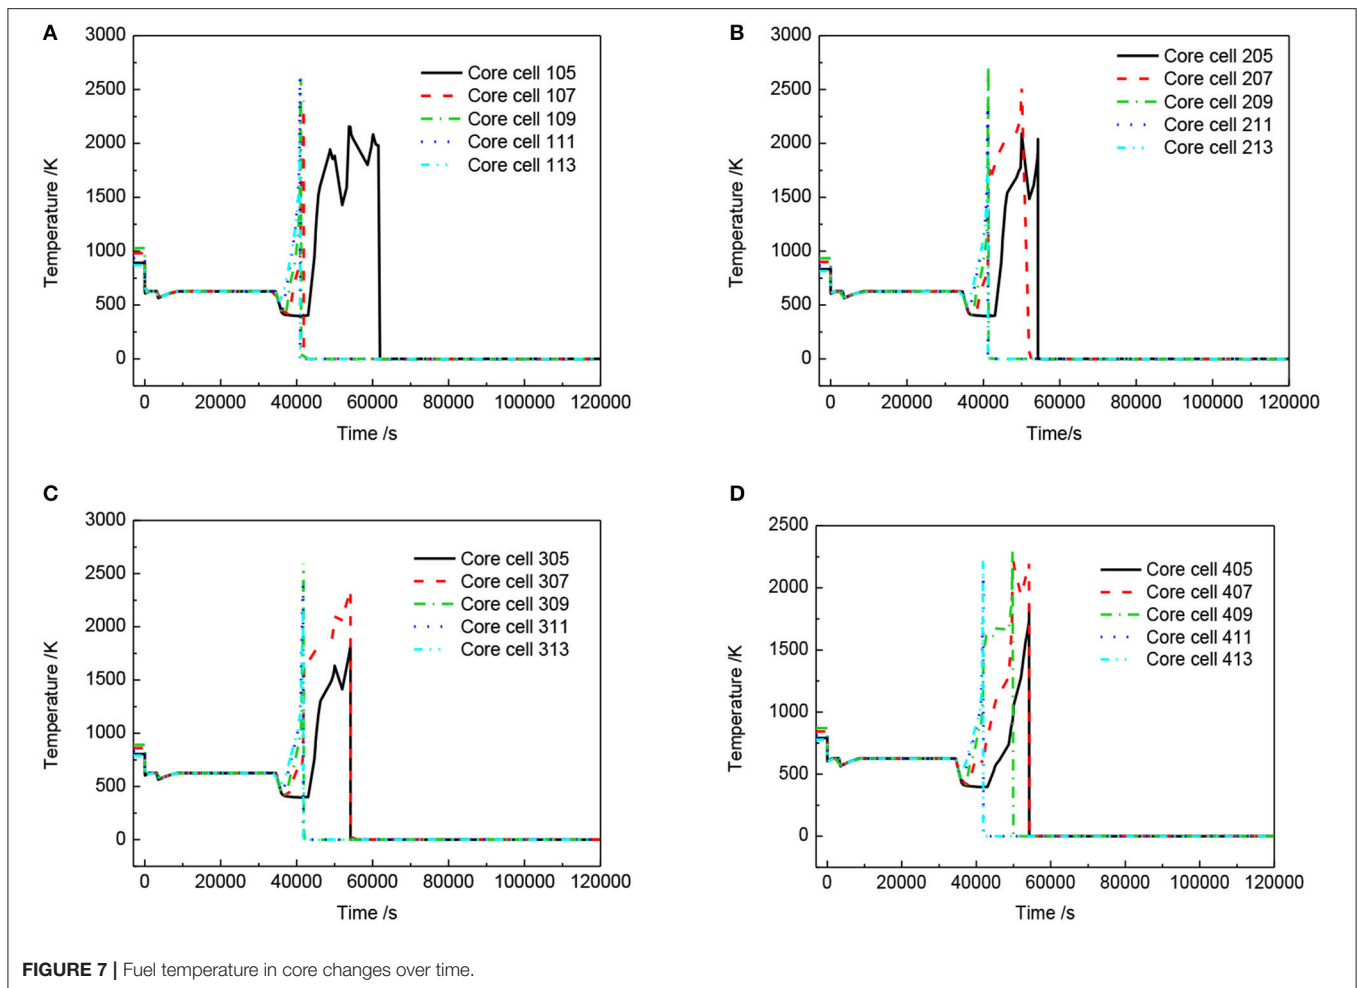 A
3000
2500
2000
1500
1000
500
0
Temperature /K
Core cell 105
Core cell 107
Core cell 109
Core cell 111
Core cell 113
0 20000 40000 60000 80000 100000 120000
Time /s
B
3000
2500
2000
1500
1000
500
0
Temperature /K
Core cell 205
Core cell 207
Core cell 209
Core cell 211
Core cell 213
0 20000 40000 60000 80000 100000 120000
Time/s
C
3000
2500
2000
1500
1000
500
0
Temperature /K
Core cell 305
Core cell 307
Core cell 309
Core cell 311
Core cell 313
0 20000 40000 60000 80000 100000 120000
Time /s
D
2500
2000
1500
1000
500
0
Temperature /K
Core cell 405
Core cell 407
Core cell 409
Core cell 411
Core cell 413
0 20000 40000 60000 80000 100000 120000
Time /s
FIGURE 7 | Fuel temperature in core changes over time.